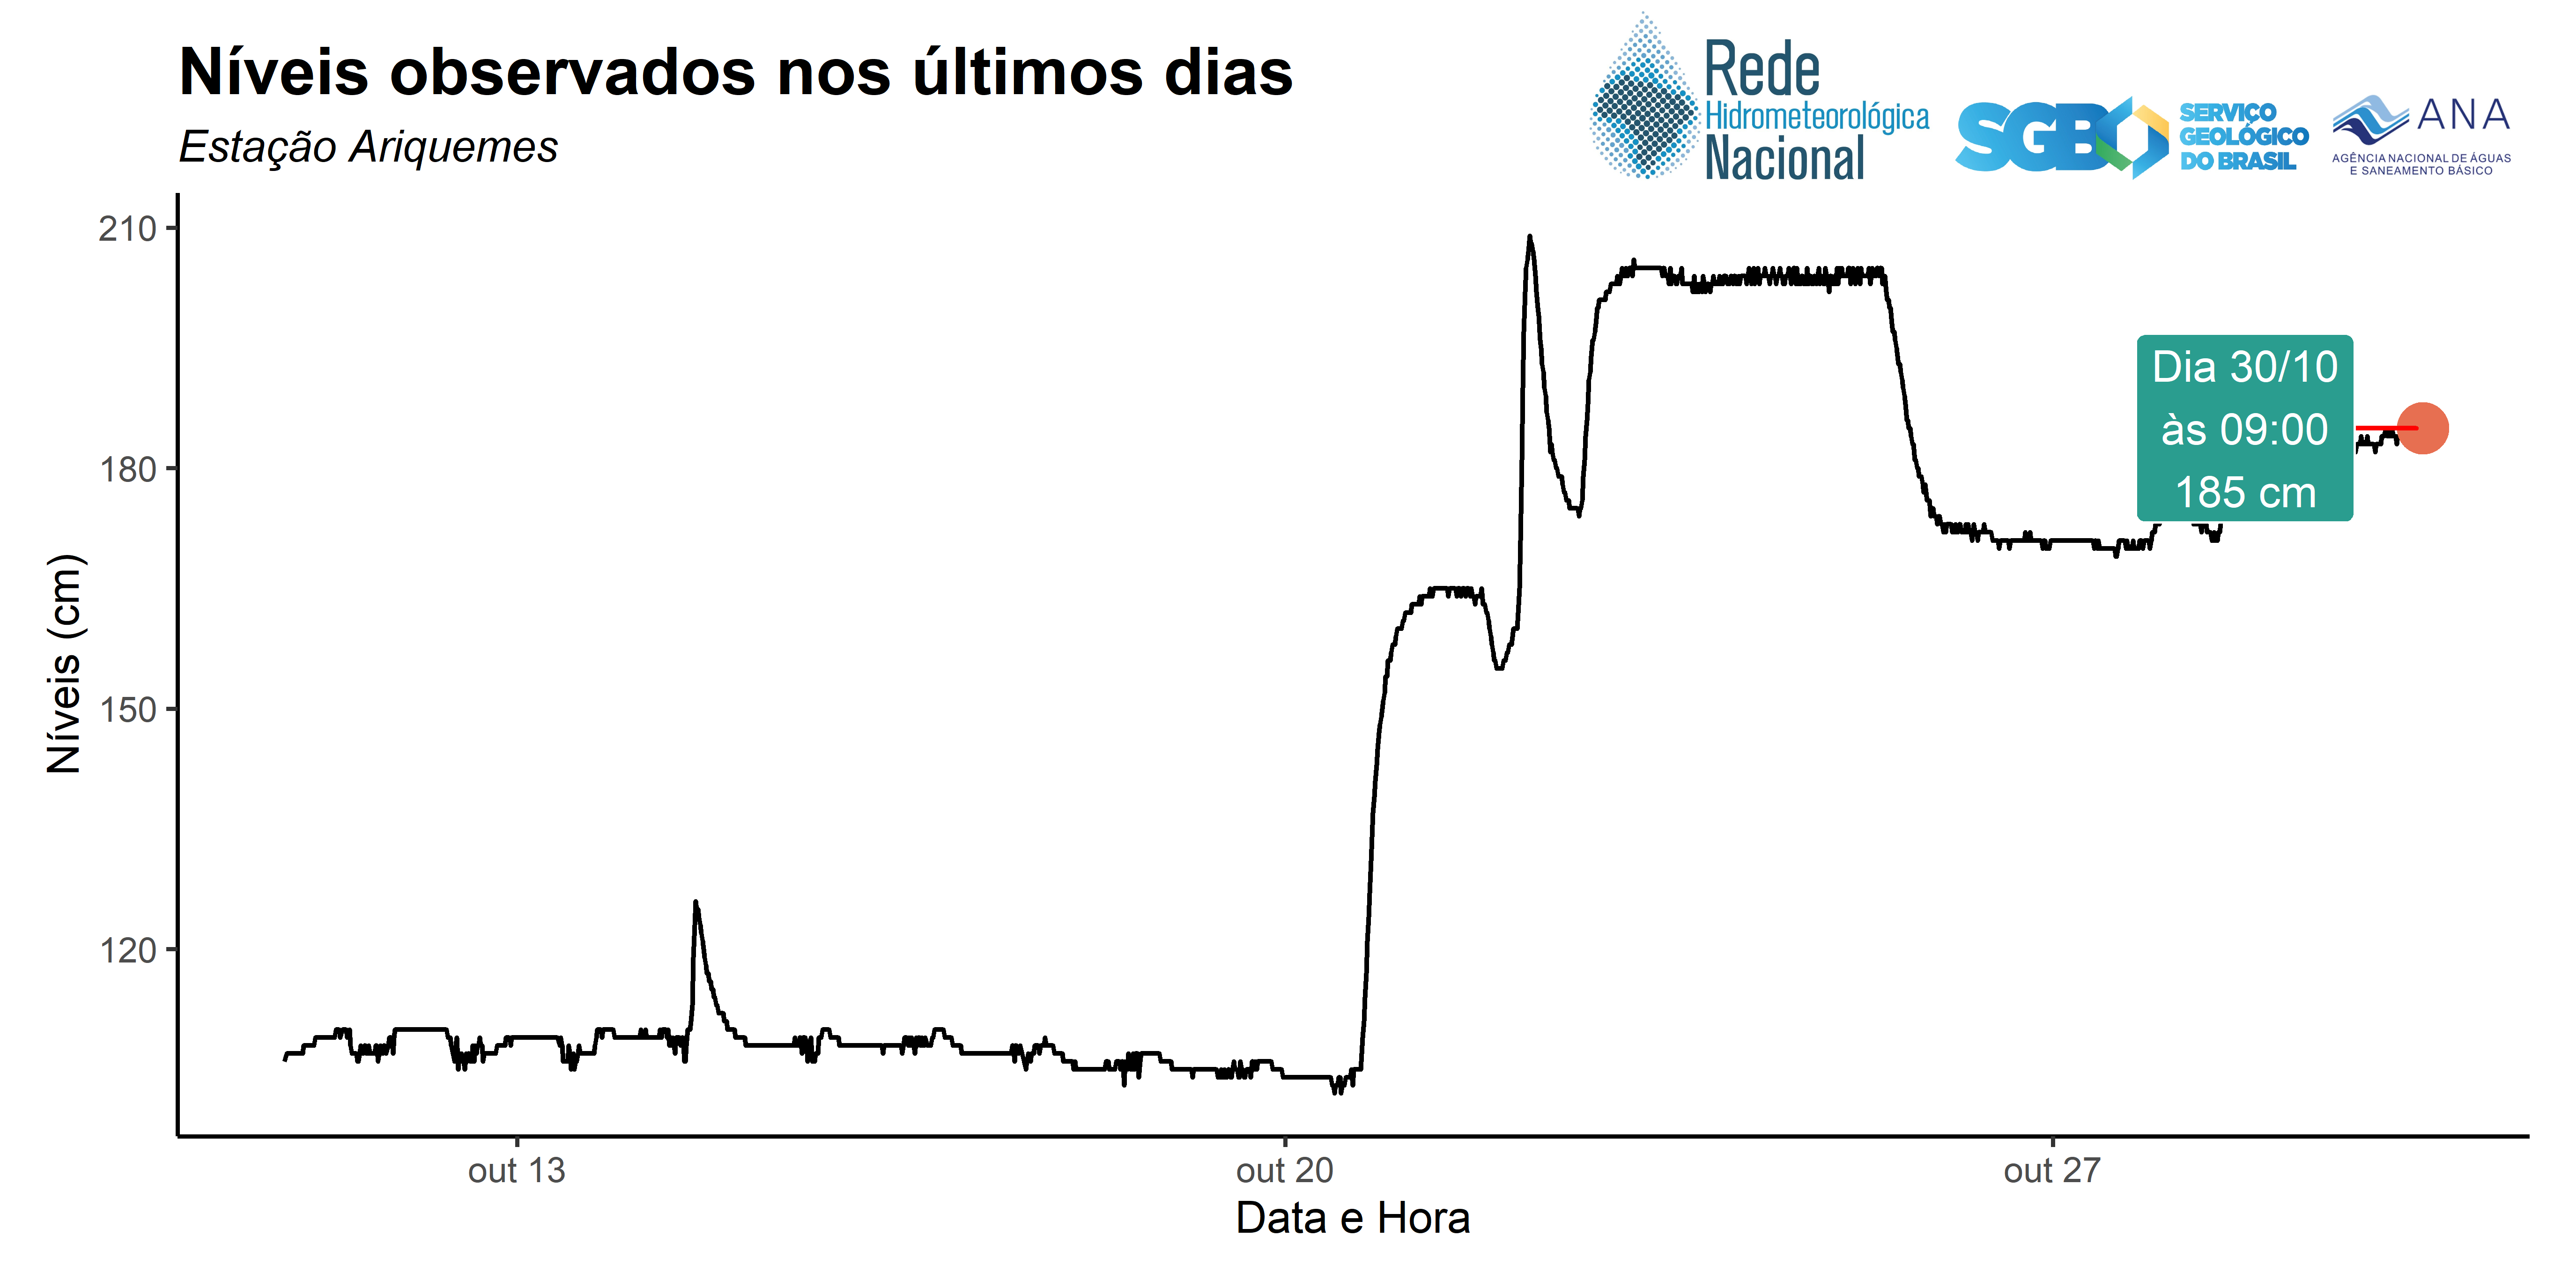 Níveis observados nos últimos dias
Estação Ariquemes
Rede
Hidrometeorológica
Nacional
SGB
SERVIÇO
GEOLÓGICO
DO BRASIL
ANA
AGÊNCIA NACIONAL DE ÁGUAS
E SANEAMENTO BÁSICO
Níveis (cm)
210
180
150
120
Dia 30/10
às 09:00
185 cm
out 13
out 20
out 27
Data e Hora